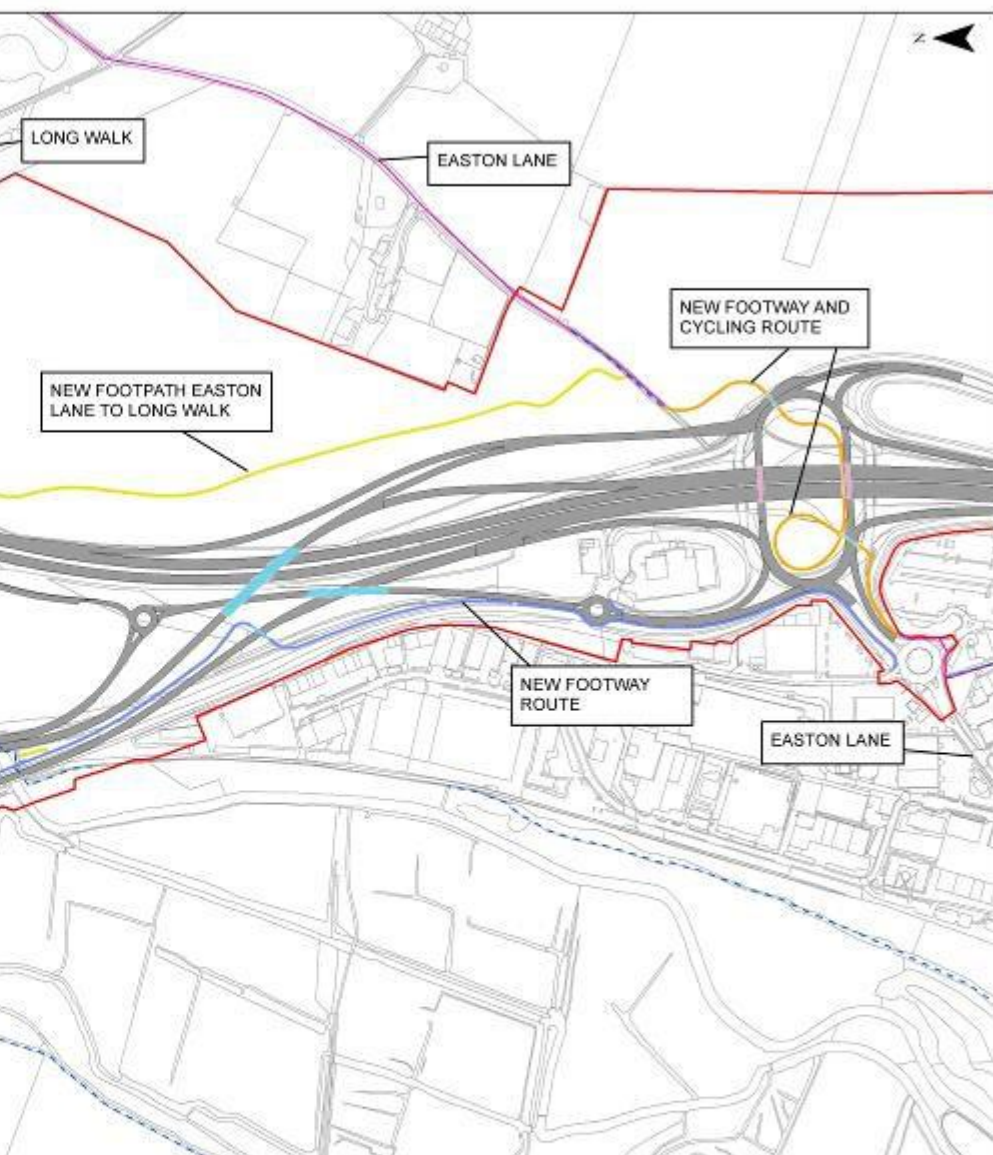 N
LONG WALK
EASTON LANE
NEW FOOTWAY AND
CYCLING ROUTE
NEW FOOTPATH EASTON
LANE TO LONG WALK
NEW FOOTWAY
ROUTE
EASTON LANE